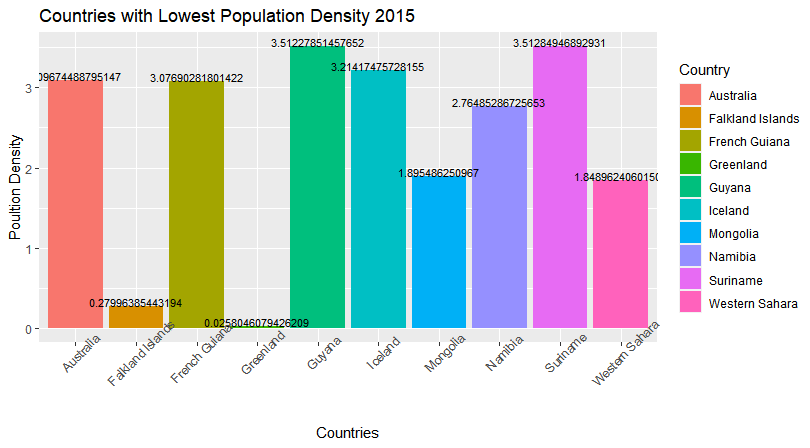 Countries with Lowest Population Density 2015
Poultion Density
3
2
1
0
09674488795147
0.27996385443194
3.07690281801422
0.0258046079426209
3.51227851457652
3.21417475728155
1.895486250967
2.76485286725653
3.51284946892931
1.8489624060150
Australia
Falkland Islands
French Guiana
Greenland
Guyana
Iceland
Mongolia
Namibia
Suriname
Western Sahara
Countries
Country
Australia
Falkland Islands
French Guiana
Greenland
Guyana
Iceland
Mongolia
Namibia
Suriname
Western Sahara